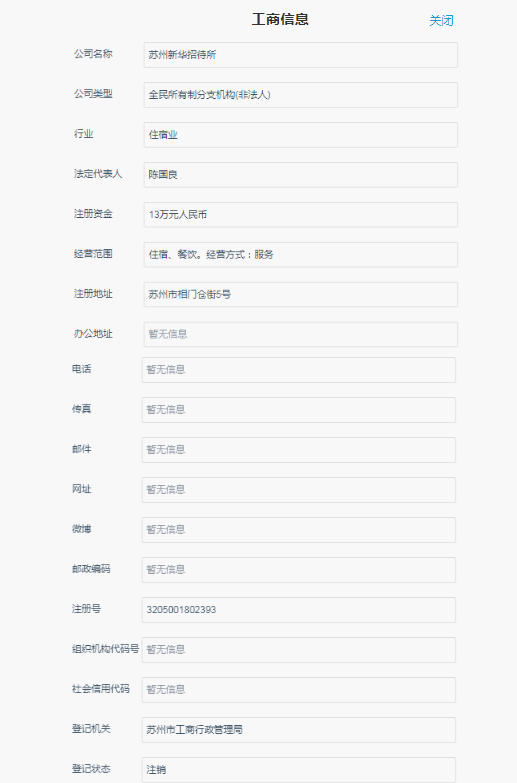 工商信息 关闭
公司名称 苏州新华招待所
公司类型 全民所有制分支机构(非法人)
行业 住宿业
法定代表人 陈国良
注册资金 13万元人民币
经营范围 住宿、餐饮。经营方式：服务
注册地址 苏州市相门仓街5号
办公地址 暂无信息
电话 暂无信息
传真 暂无信息
邮件 暂无信息
网址 暂无信息
微博 暂无信息
邮政编码 暂无信息
注册号 3205001802393
组织机构代码号 暂无信息
社会信用代码 暂无信息
登记机关 苏州市工商行政管理局
登记状态 注销